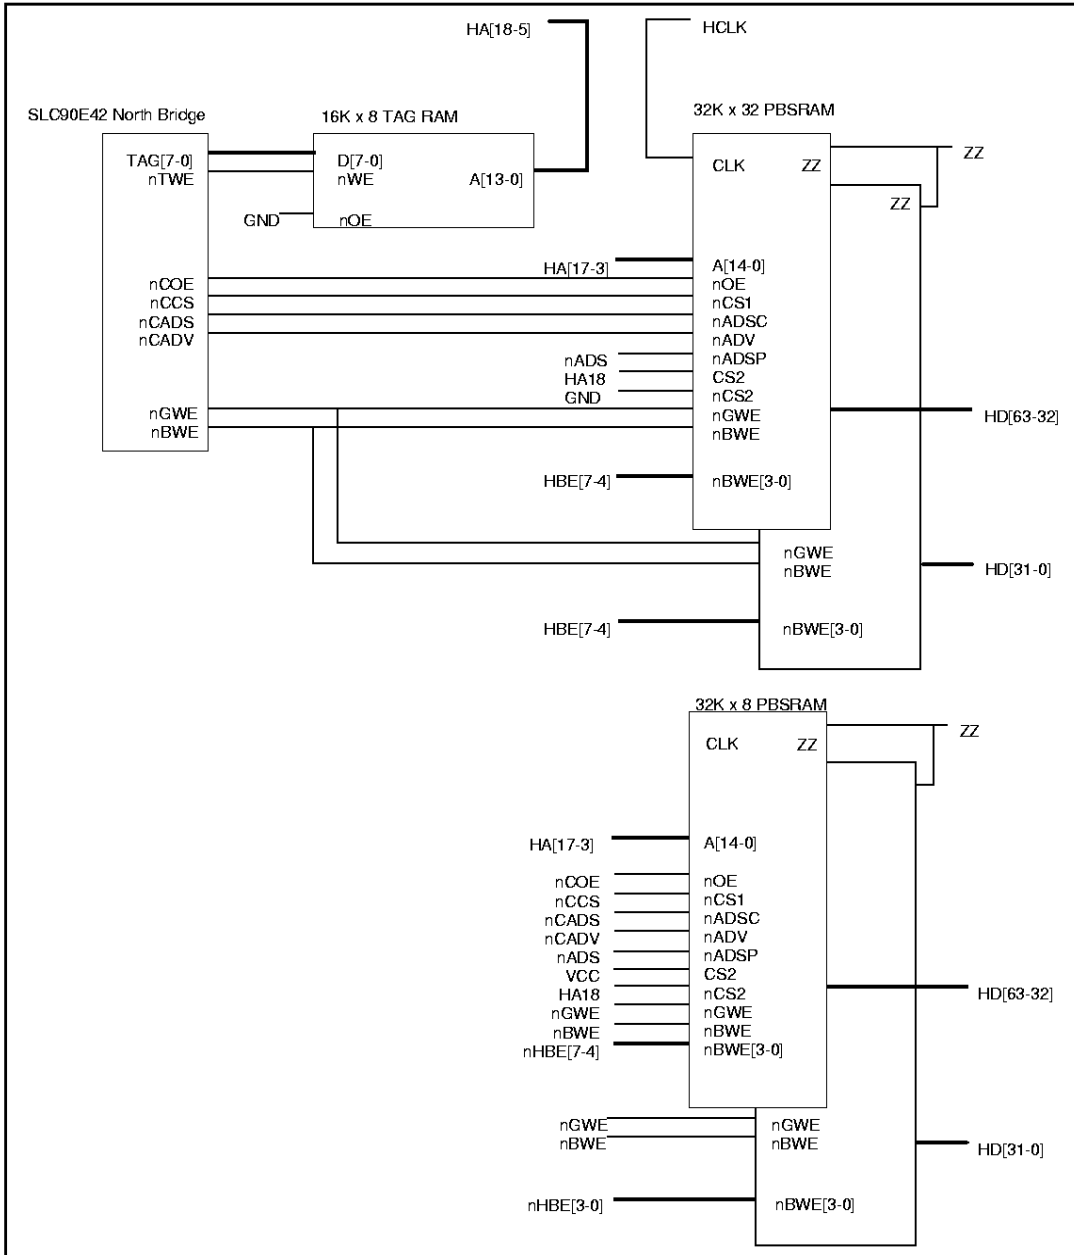 HA[18-5]
HCLK
SLC90E42 North Bridge
16K x 8 TAG RAM
32K x 32 PBSRAM
TAG[7-0]
nTWE
D[7-0]
nWE
A[13-0]
GND
nOE
CLK
ZZ
ZZ
ZZ
HA[17-3]
A[14-0]
nCOE
nOE
nCCS
nCS1
nCADS
nADSC
nCADV
nADV
nADS
nADSP
HA18
CS2
GND
nCS2
nGWE
nGWE
nBWE
nBWE
HD[63-32]
HBE[7-4]
nBWE[3-0]
nGWE
nBWE
HD[31-0]
HBE[7-4]
nBWE[3-0]
32K x 8 PBSRAM
CLK
ZZ
ZZ
HA[17-3]
A[14-0]
nCOE
nOE
nCCS
nCS1
nCADS
nADSC
nCADV
nADV
nADS
nADSP
VCC
CS2
HA18
nCS2
nGWE
nGWE
nBWE
nBWE
nHBE[7-4]
nBWE[3-0]
HD[63-32]
nGWE
nGWE
nBWE
nBWE
HD[31-0]
nHBE[3-0]
nBWE[3-0]